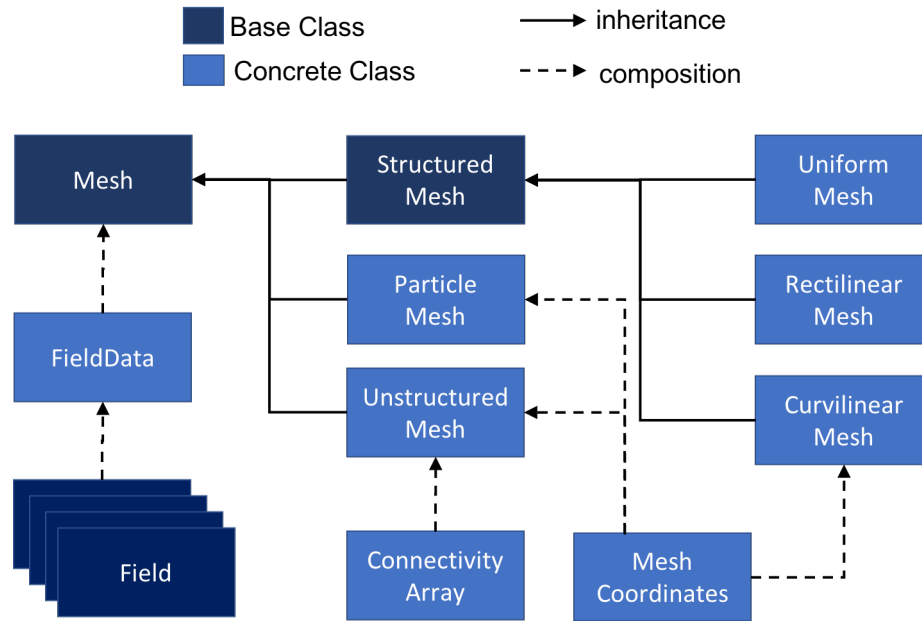 Base Class
inheritance
Concrete Class
composition
Mesh
Structured
Mesh
Uniform
Mesh
Particle
Mesh
Rectilinear
Mesh
FieldData
Unstructured
Mesh
Curvilinear
Mesh
Field
Connectivity
Array
Mesh
Coordinates